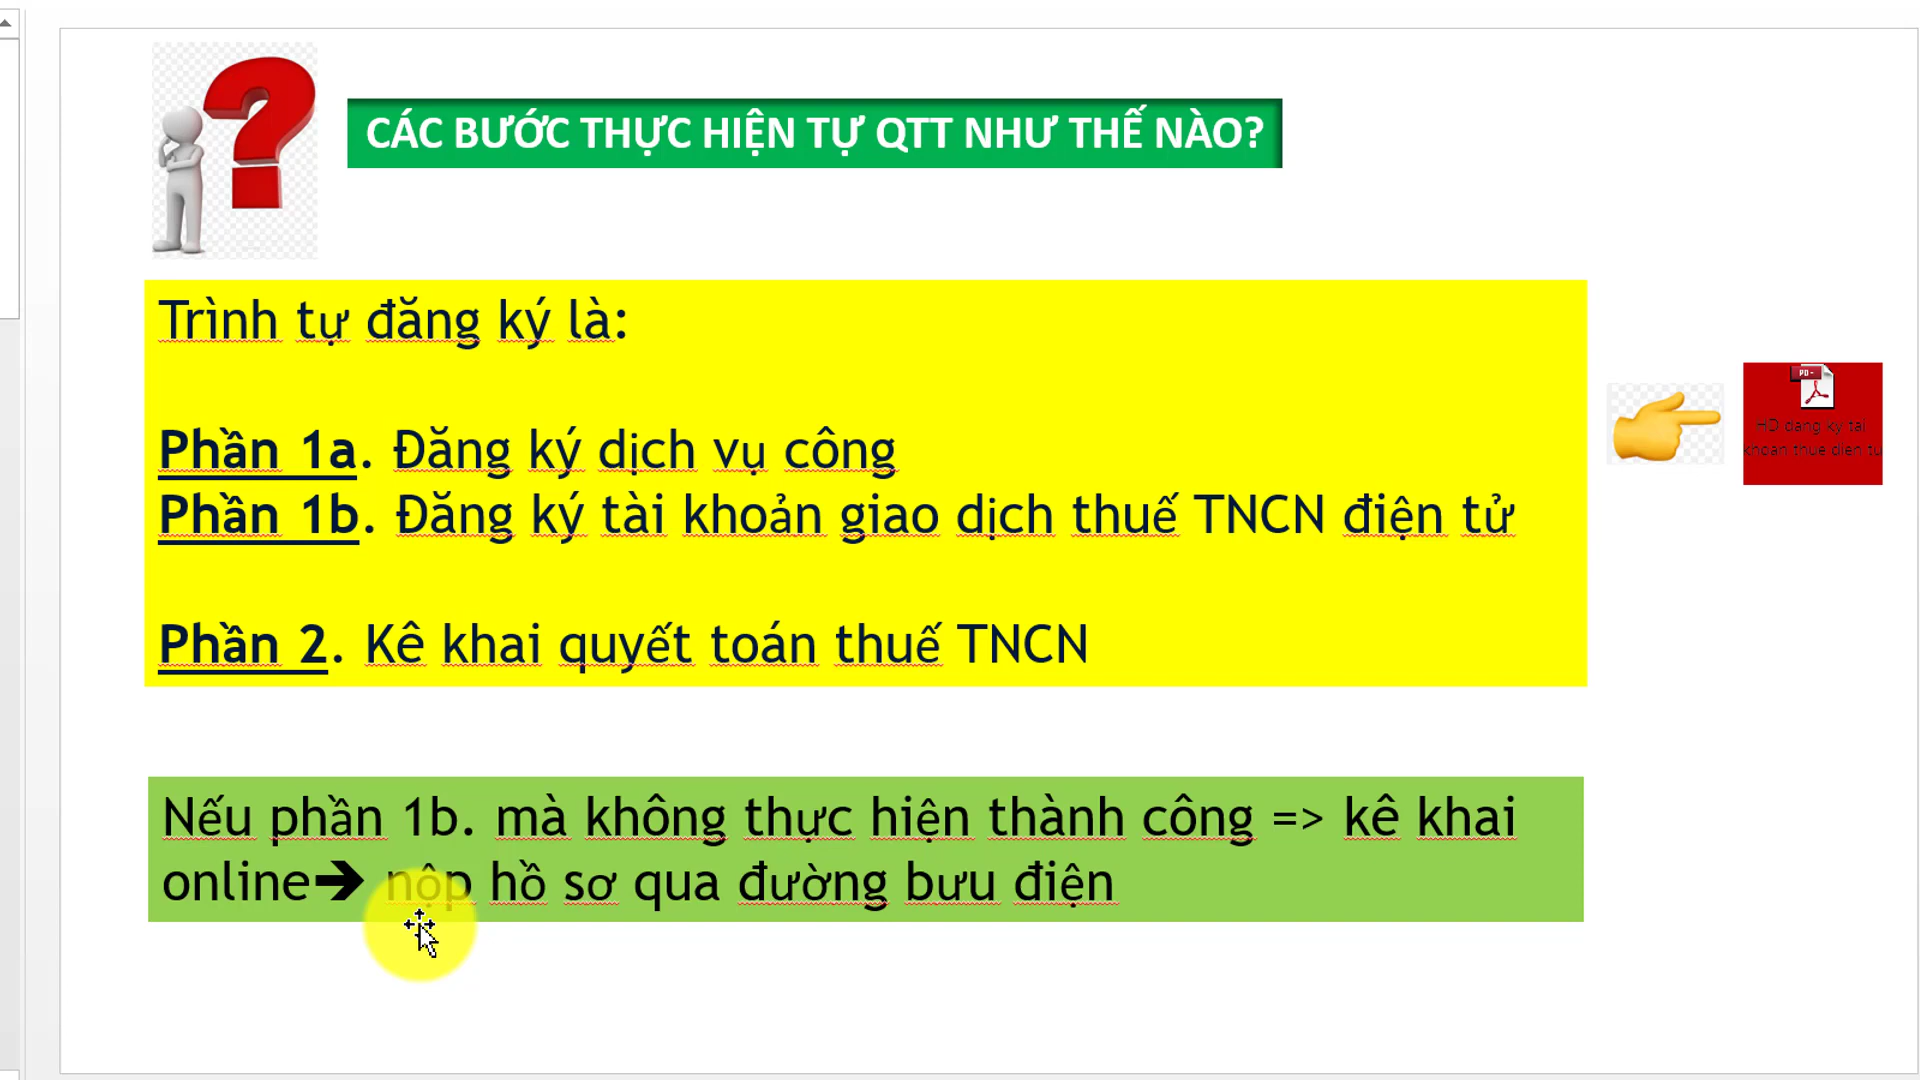 CÁC BƯỚC THỰC HIỆN TỰ QTT NHƯ THẾ NÀO?
Trình tự đăng ký là:
Phần 1a. Đăng ký dịch vụ công
Phần 1b. Đăng ký tài khoản giao dịch thuế TNCN điện tử
Phần 2. Kê khai quyết toán thuế TNCN
PD-
HD dang ky tai
khoan thue dien tu
Nếu phần 1b. mà không thực hiện thành công => kê khai
online➔ nộp hồ sơ qua đường bưu điện